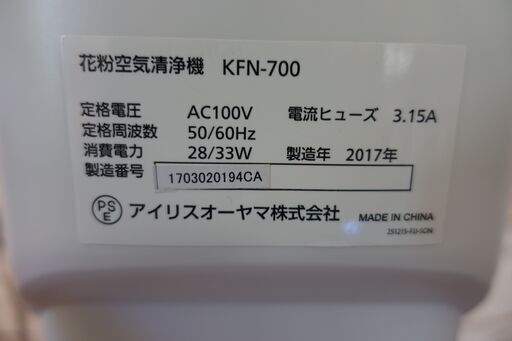 花粉空気清浄機 KFN-700
定格電圧 AC100V 電流ヒューズ 3.15A
定格周波数 50/60Hz
消費電力 28/33W 製造年 2017年
製造番号 1703020194CA
PSE アイリスオーヤマ株式会社 MADE IN CHINA